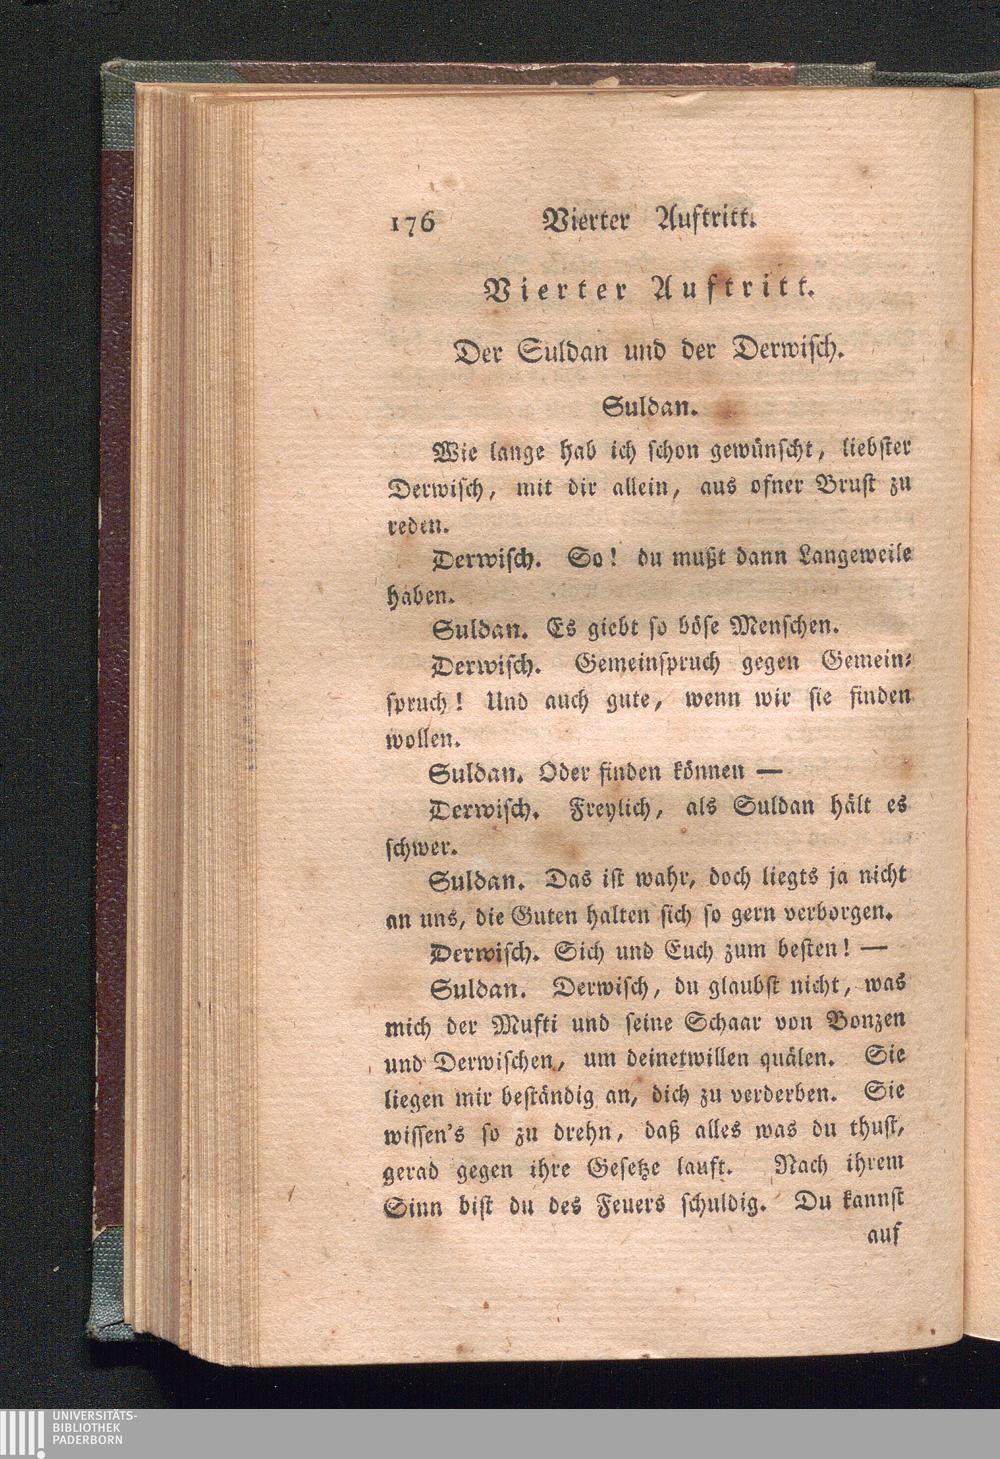 176 Vierter Auftritt.
Vierter Auftritt.
Der Suldan und der Derwisch.
Suldan.
Wie lange hab ich schon gewünscht, liebster
Derwisch, mit dir allein, aus ofner Brust zu
reden.
Derwisch. So! du mußt dann Langeweile
haben.
Suldan. Es giebt so böse Menschen.
Derwisch. Gemeinspruch gegen Gemein-
spruch! Und auch gute, wenn wir sie finden
wollen.
Suldan. Oder finden können —
Derwisch. Freylich, als Suldan hält es
schwer.
Suldan. Das ist wahr, doch liegts ja nicht
an uns, die Guten halten sich so gern verborgen.
Derwisch. Sich und Euch zum besten! —
Suldan. Derwisch, du glaubst nicht, was
mich der Mufti und seine Schaar von Bonzen
und Derwischen, um deinetwillen quälen. Sie
liegen mir beständig an, dich zu verderben. Sie
wissen's so zu drehn, daß alles was du thust,
gerad gegen ihre Gesetze lauft. Nach ihrem
Sinn bist du des Feuers schuldig. Du kannst
auf
UNIVERSITÄTS-
BIBLIOTHEK
PADERBORN